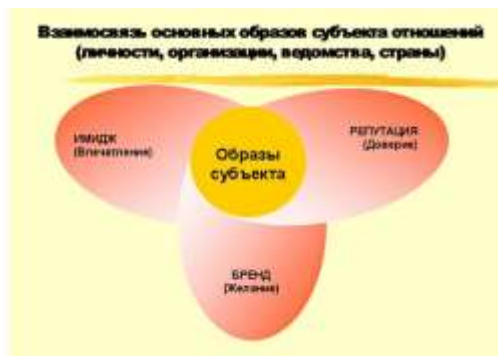 Взаимосвязь основных образов субъекта отношений
(личности, организации, ведомства, страны)
ИМИДЖ
(Впечатление)
РЕПУТАЦИЯ
(Доверие)
Образы
субъекта
БРЕНД
(Желание)